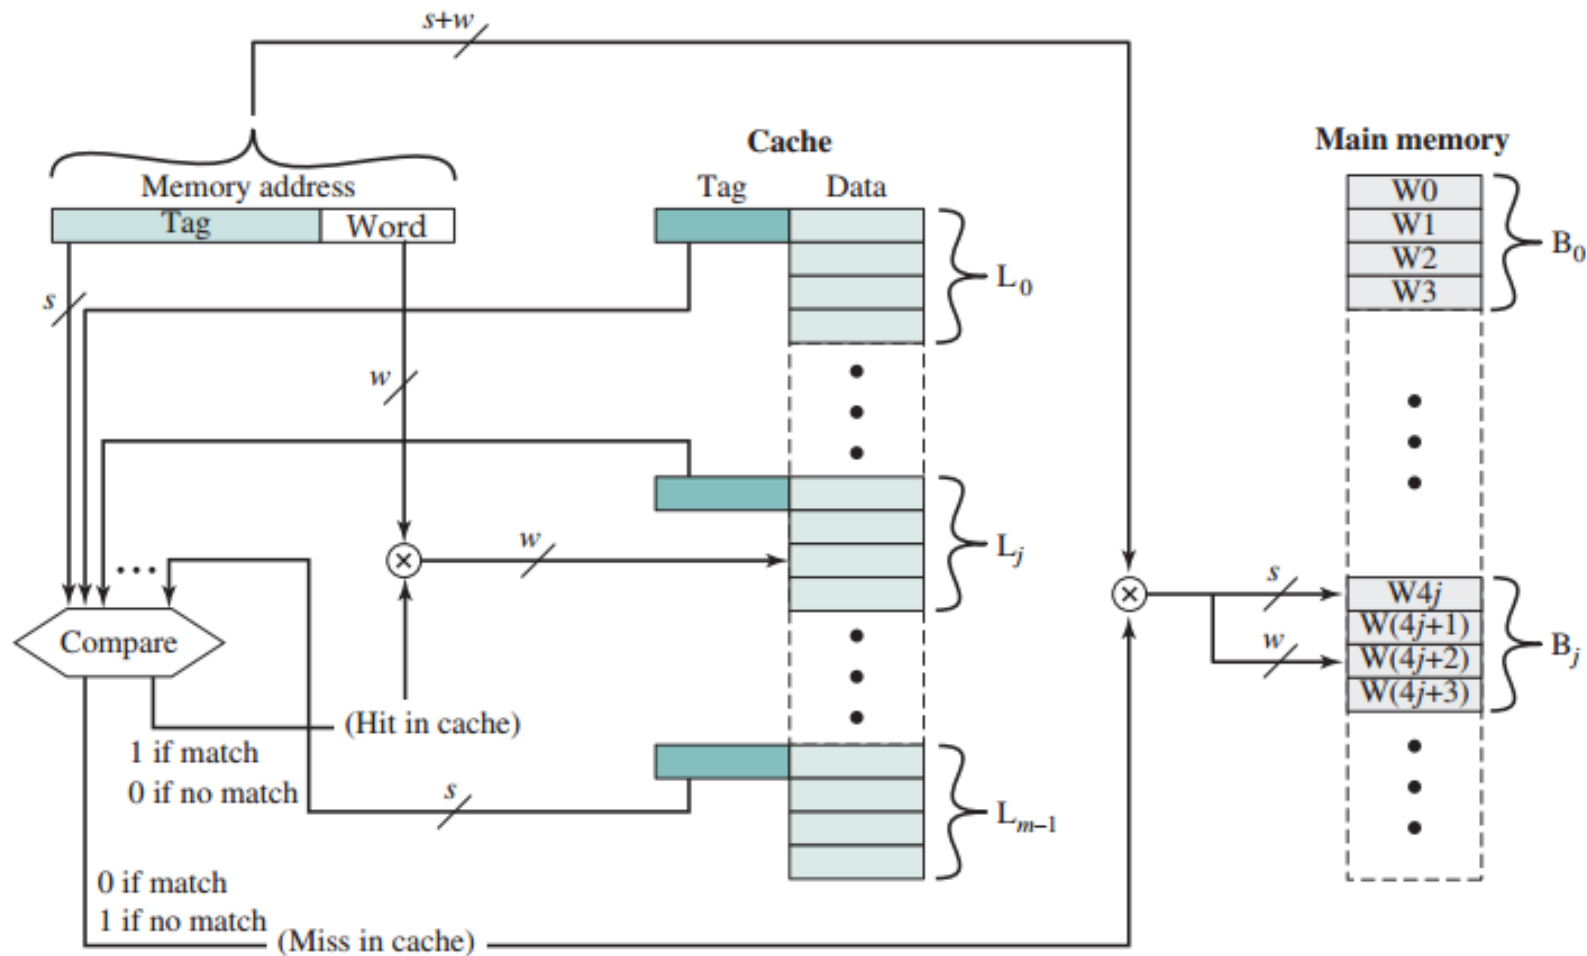 s+w
Cache
Main memory
Memory address
Tag
Data
Tag
Word
W0
W1
W2
W3
B0
L0
s
w
w
Lj
s
W4j
W(4j+1)
W(4j+2)
W(4j+3)
w
Bj
...
Compare
(Hit in cache)
1 if match
0 if no match
s
Lm–1
0 if match
1 if no match
(Miss in cache)